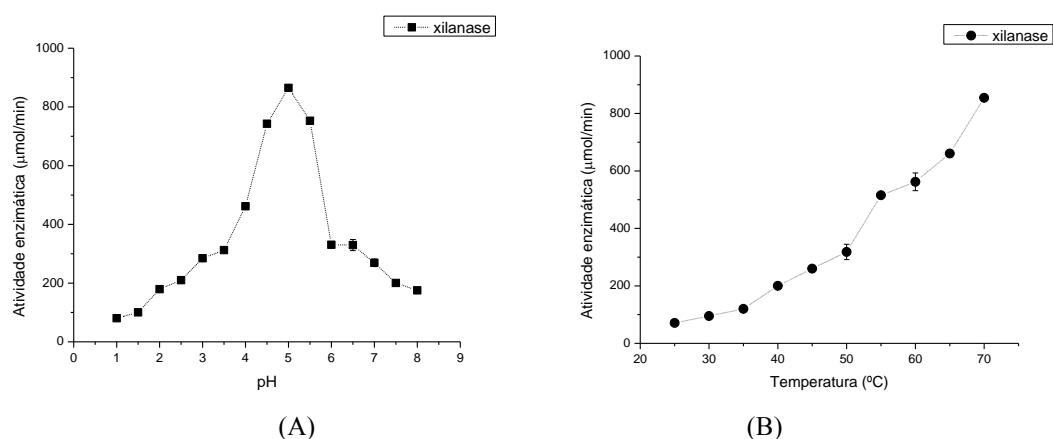 xilanase
1000
800
600
400
200
0
Atividade enzimática (μmol/min)
0 1 2 3 4 5 6 7 8 9
pH
(A)
xilanase
1000
800
600
400
200
0
Atividade enzimática (μmol/min)
20 30 40 50 60 70
Temperatura (ºC)
(B)